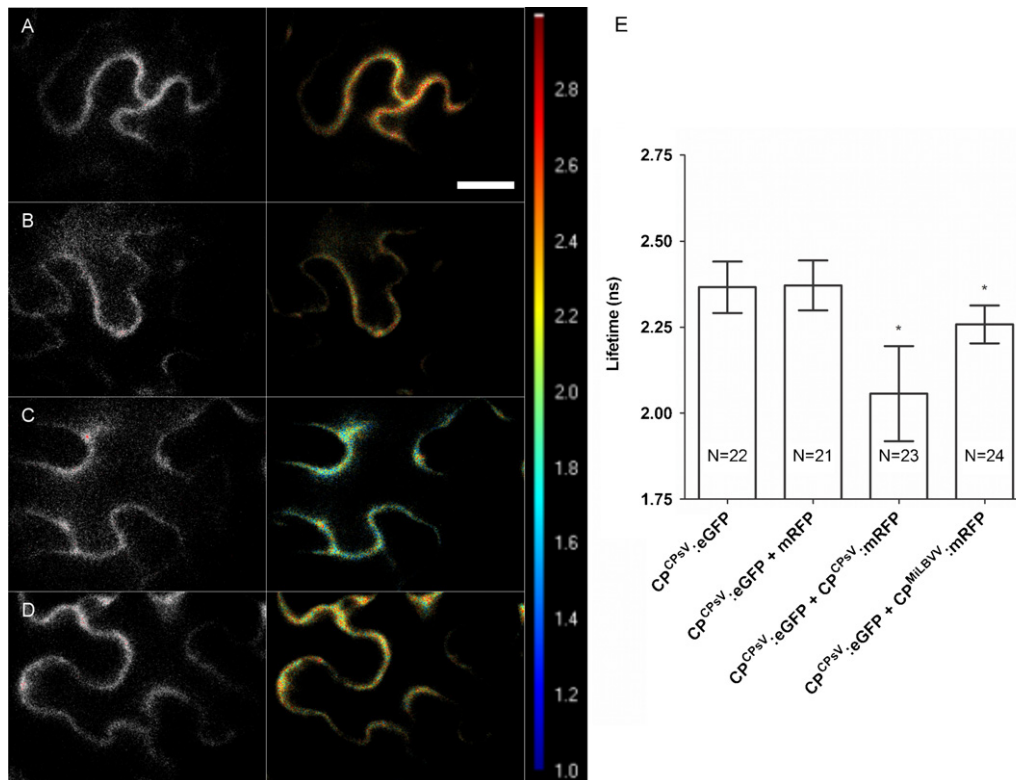 A
B
C
D
2.8
2.6
2.4
2.2
2.0
1.8
1.6
1.4
1.2
1.0
E
Lifetime (ns)
2.75
2.50
2.25
2.00
1.75
*
*
N=22
N=21
N=23
N=24
CP^CPsV:eGFP
CP^CPsV:eGFP + mRFP
CP^CPsV:eGFP + CP^CPsV:mRFP
CP^CPsV:eGFP + CP^MiLBVV:mRFP